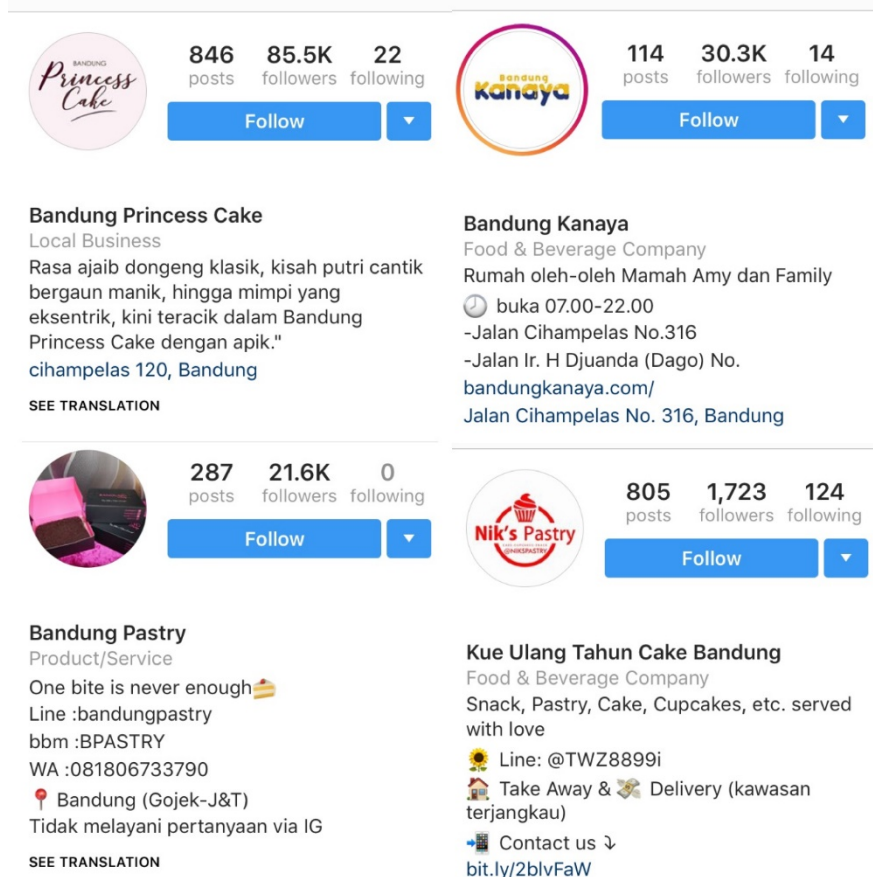 BANDUNG
Princess
Cake
846 85.5K 22
posts followers following
Follow
Bandung Princess Cake
Local Business
Rasa ajaib dongeng klasik, kisah putri cantik
bergaun manik, hingga mimpi yang
eksentrik, kini teracik dalam Bandung
Princess Cake dengan apik."
cihampelas 120, Bandung
SEE TRANSLATION
Bandung
Kanaya
114 30.3K 14
posts followers following
Follow
Bandung Kanaya
Food & Beverage Company
Rumah oleh-oleh Mamah Amy dan Family
🕗 buka 07.00-22.00
-Jalan Cihampelas No.316
-Jalan Ir. H Djuanda (Dago) No.
bandungkanaya.com/
Jalan Cihampelas No. 316, Bandung
287 21.6K 0
posts followers following
Follow
Bandung Pastry
Product/Service
One bite is never enough🍰
Line :bandungpastry
bbm :BPASTRY
WA :081806733790
📍 Bandung (Gojek-J&T)
Tidak melayani pertanyaan via IG
SEE TRANSLATION
Nik's Pastry
@NIKSPASTRY
805 1,723 124
posts followers following
Follow
Kue Ulang Tahun Cake Bandung
Food & Beverage Company
Snack, Pastry, Cake, Cupcakes, etc. served
with love
🌻 Line: @TWZ8899i
🏠 Take Away & 💸 Delivery (kawasan
terjangkau)
📲 Contact us ⤵
bit.ly/2blvFaW